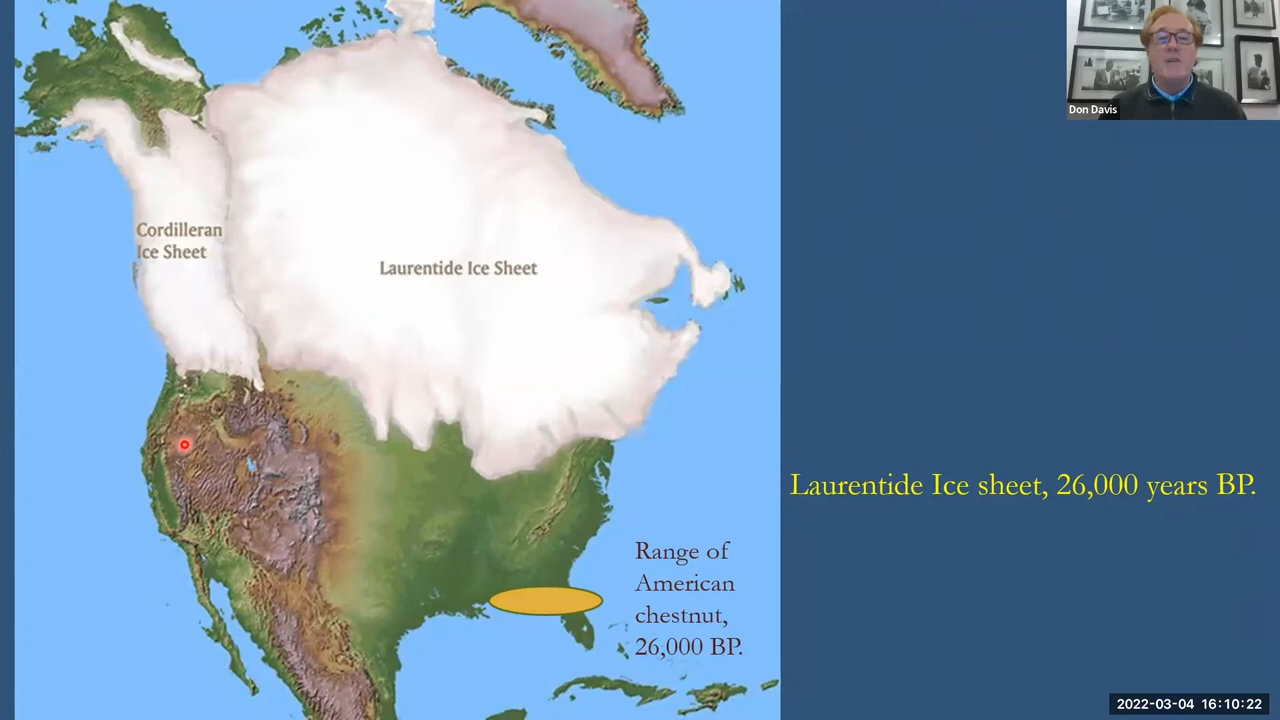 Don Davis
Cordilleran
Ice Sheet
Laurentide Ice Sheet
Laurentide Ice sheet, 26,000 years BP.
Range of
American
chestnut,
26,000 BP.
2022-03-04 16:10:22